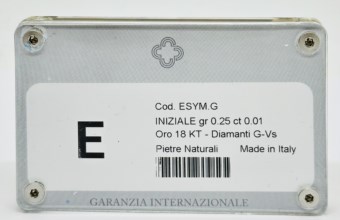 Cod. ESYM.G
E
INIZIALE gr 0.25 ct 0.01
Oro 18 KT - Diamanti G-Vs
Pietre Naturali Made in Italy
GARANZIA INTERNAZIONALE